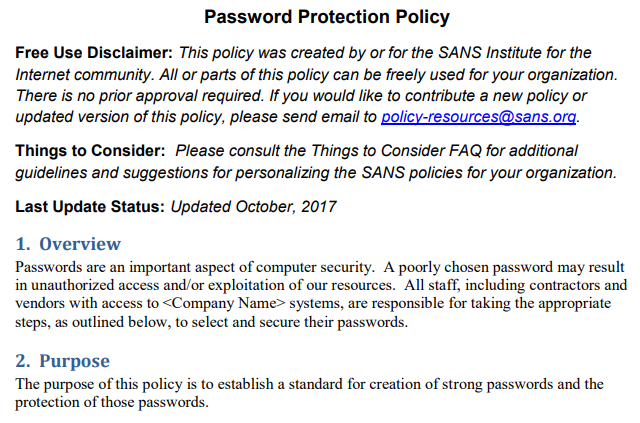 Password Protection Policy
Free Use Disclaimer: This policy was created by or for the SANS Institute for the
Internet community. All or parts of this policy can be freely used for your organization.
There is no prior approval required. If you would like to contribute a new policy or
updated version of this policy, please send email to policy-resources@sans.org.
Things to Consider: Please consult the Things to Consider FAQ for additional
guidelines and suggestions for personalizing the SANS policies for your organization.
Last Update Status: Updated October, 2017
1. Overview
Passwords are an important aspect of computer security. A poorly chosen password may result
in unauthorized access and/or exploitation of our resources. All staff, including contractors and
vendors with access to <Company Name> systems, are responsible for taking the appropriate
steps, as outlined below, to select and secure their passwords.
2. Purpose
The purpose of this policy is to establish a standard for creation of strong passwords and the
protection of those passwords.